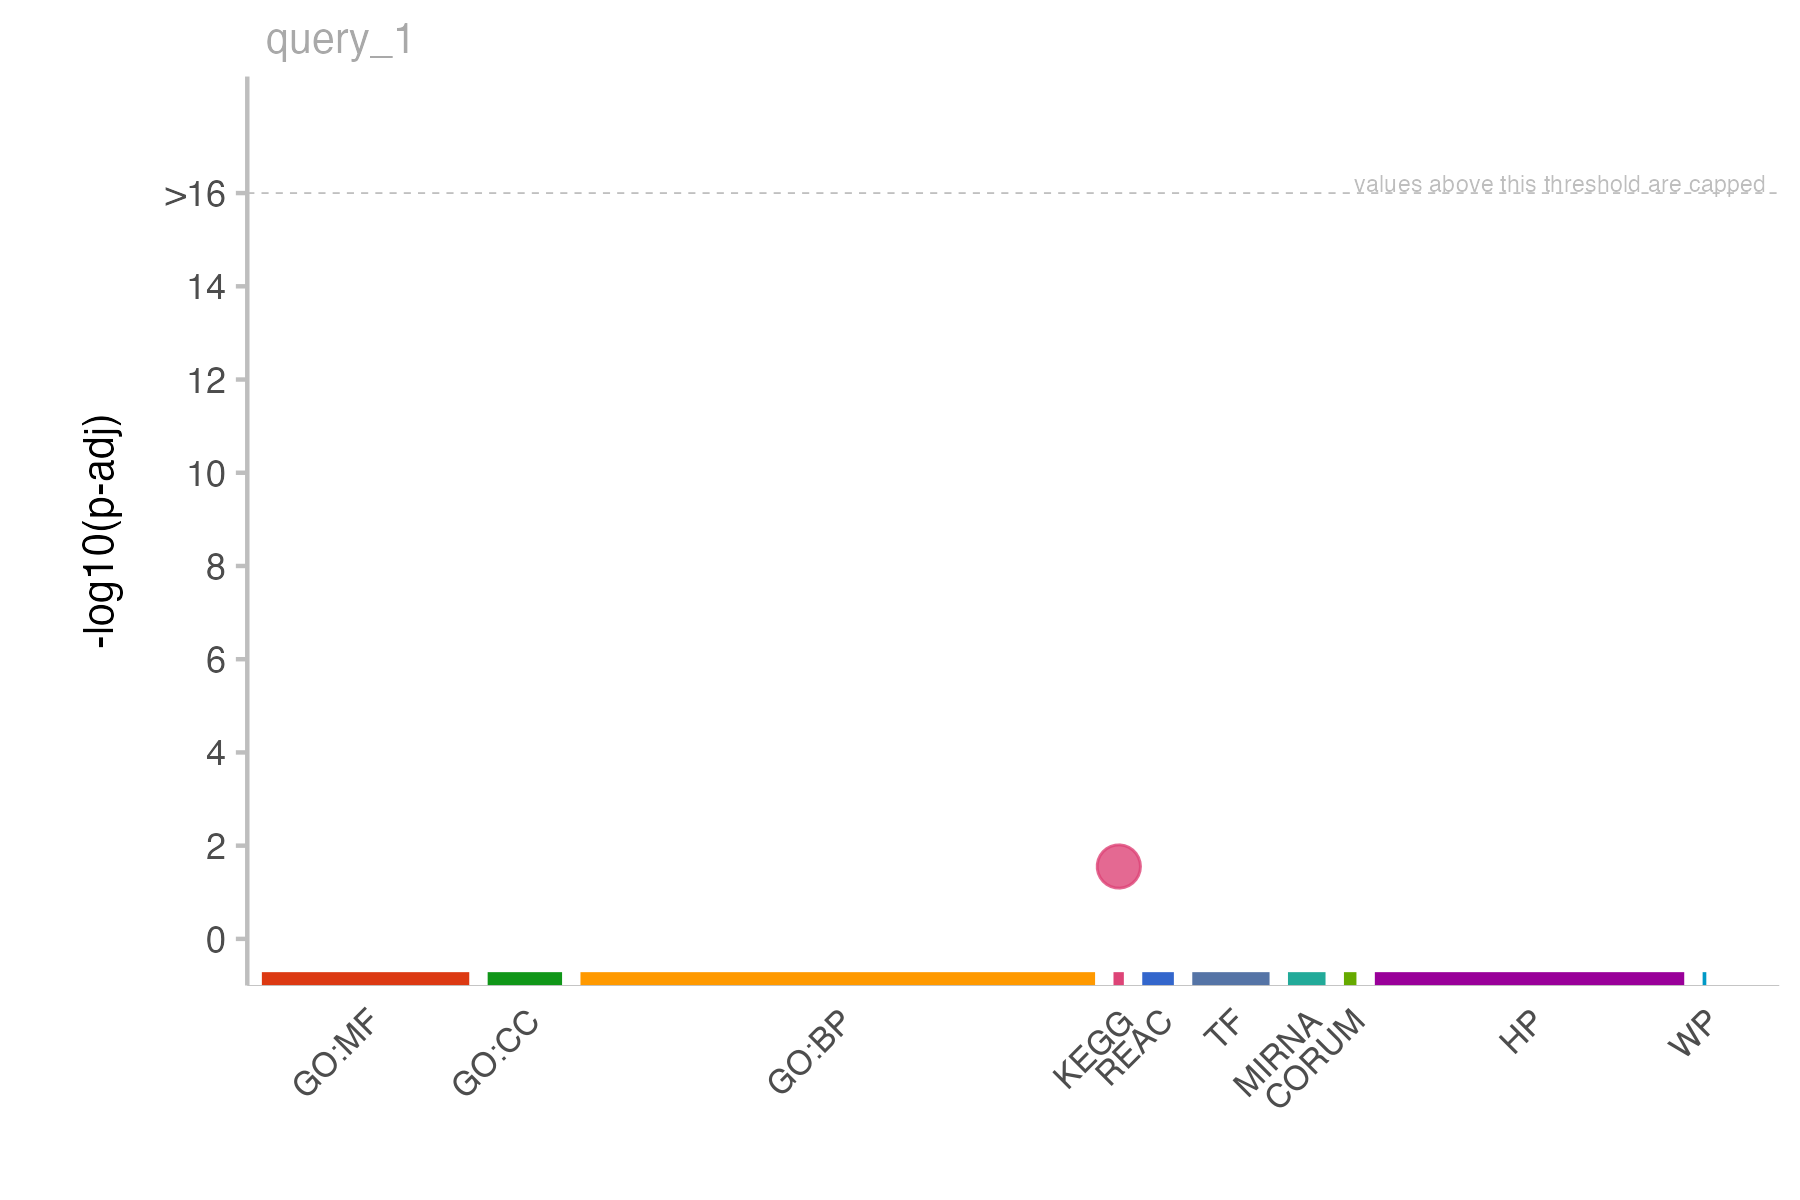 query_1
values above this threshold are capped
>16
14
12
10
8
6
4
2
0
-log10(p-adj)
GO:MF
GO:CC
GO:BP
KEGG
REAC
TF
MIRNA
CORUM
HP
WP